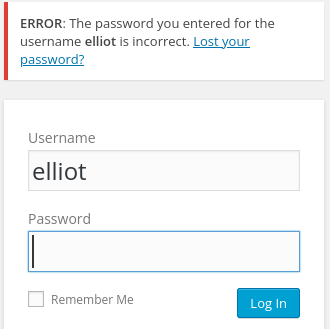 ERROR: The password you entered for the
username elliot is incorrect. Lost your
password?
Username
elliot
Password
Remember Me
Log In